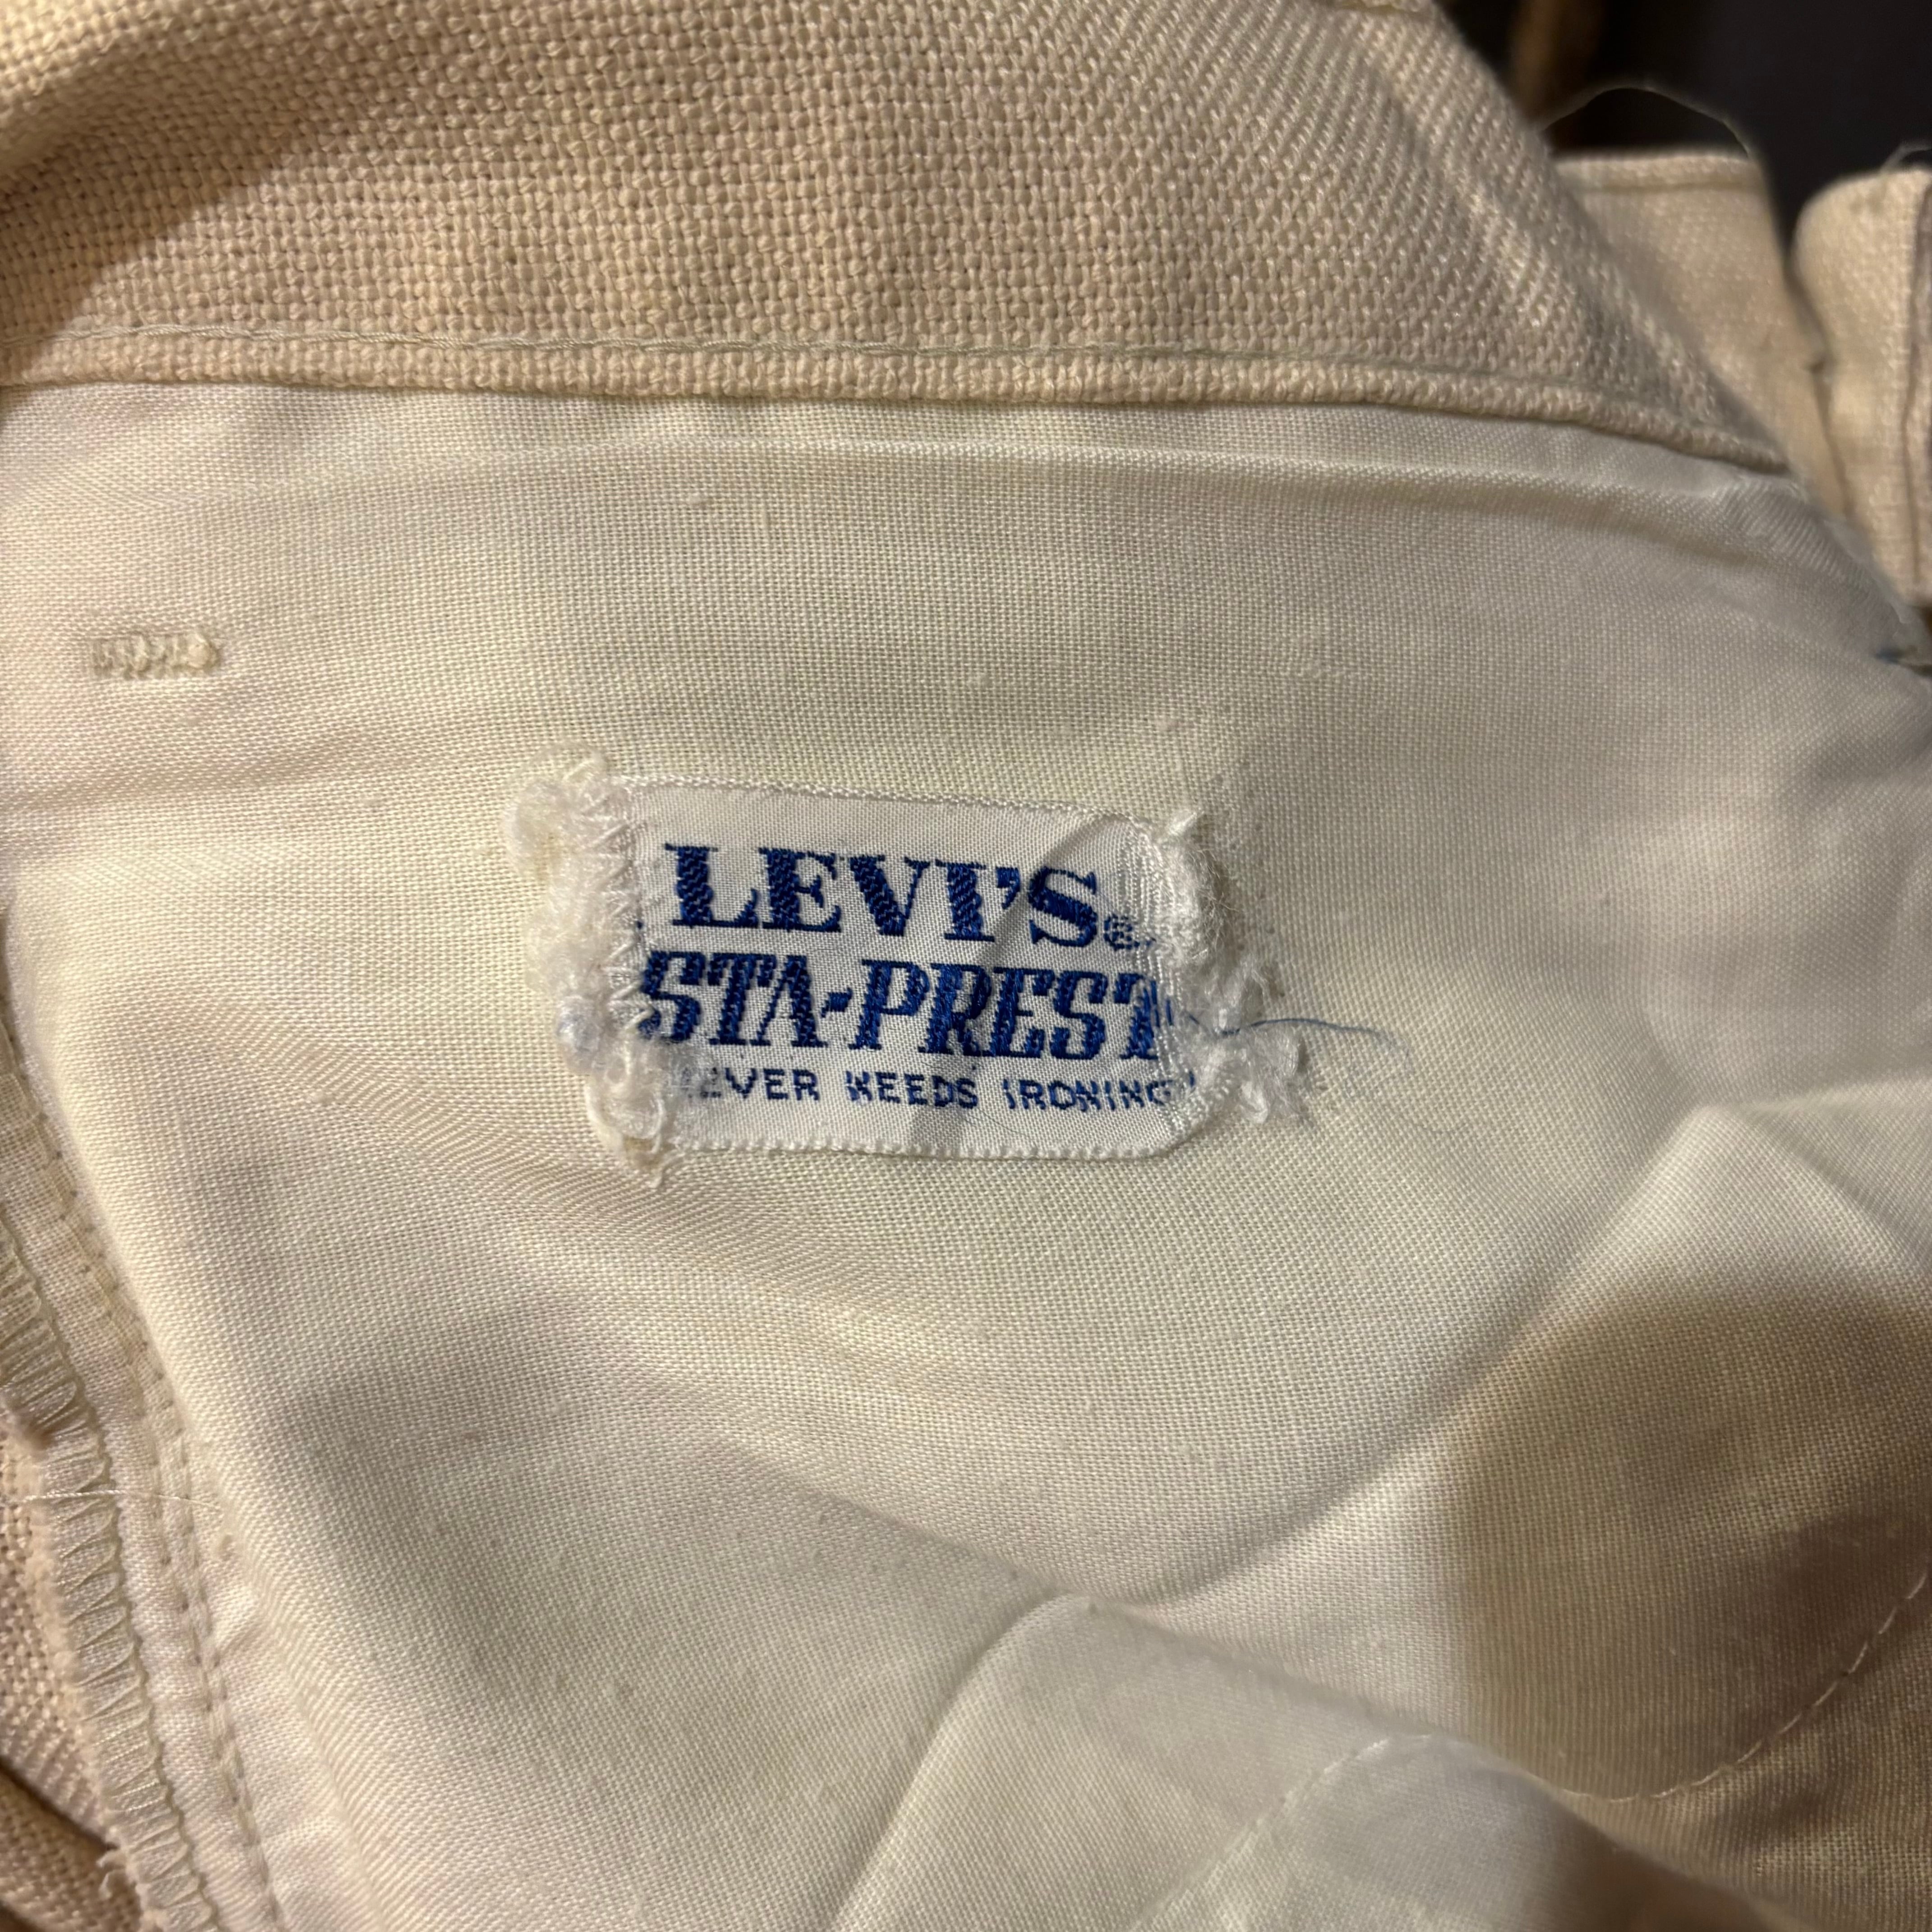 LEVI'S®
STA-PREST
EVER NEEDS IRONING